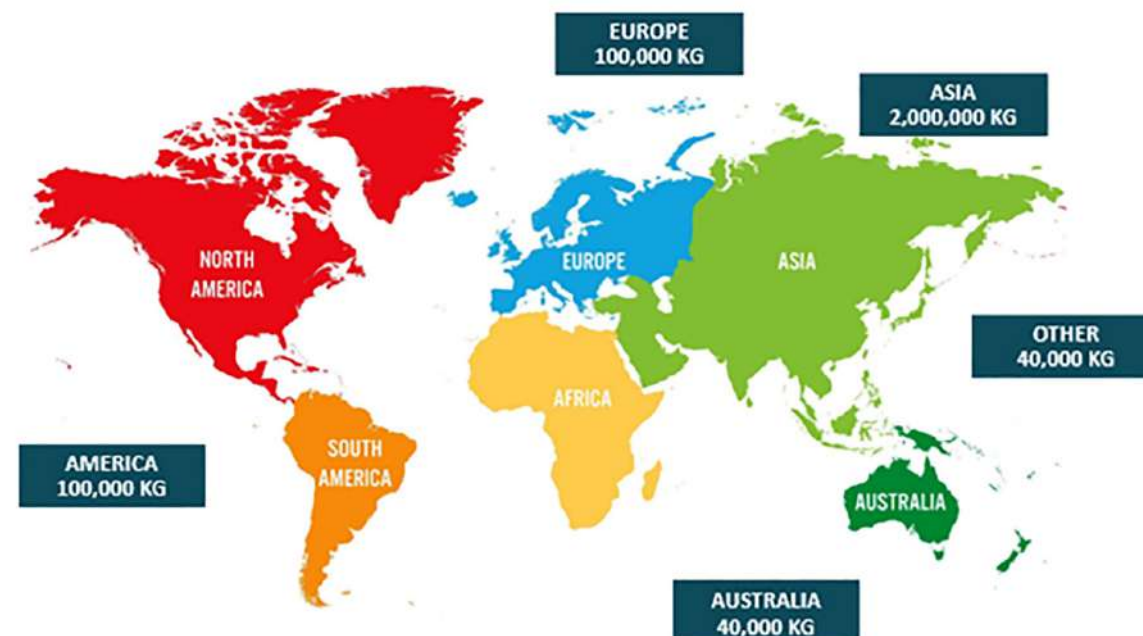 EUROPE
100,000 KG
ASIA
2,000,000 KG
NORTH
AMERICA
EUROPE
ASIA
OTHER
40,000 KG
AFRICA
SOUTH
AMERICA
AMERICA
100,000 KG
AUSTRALIA
AUSTRALIA
40,000 KG